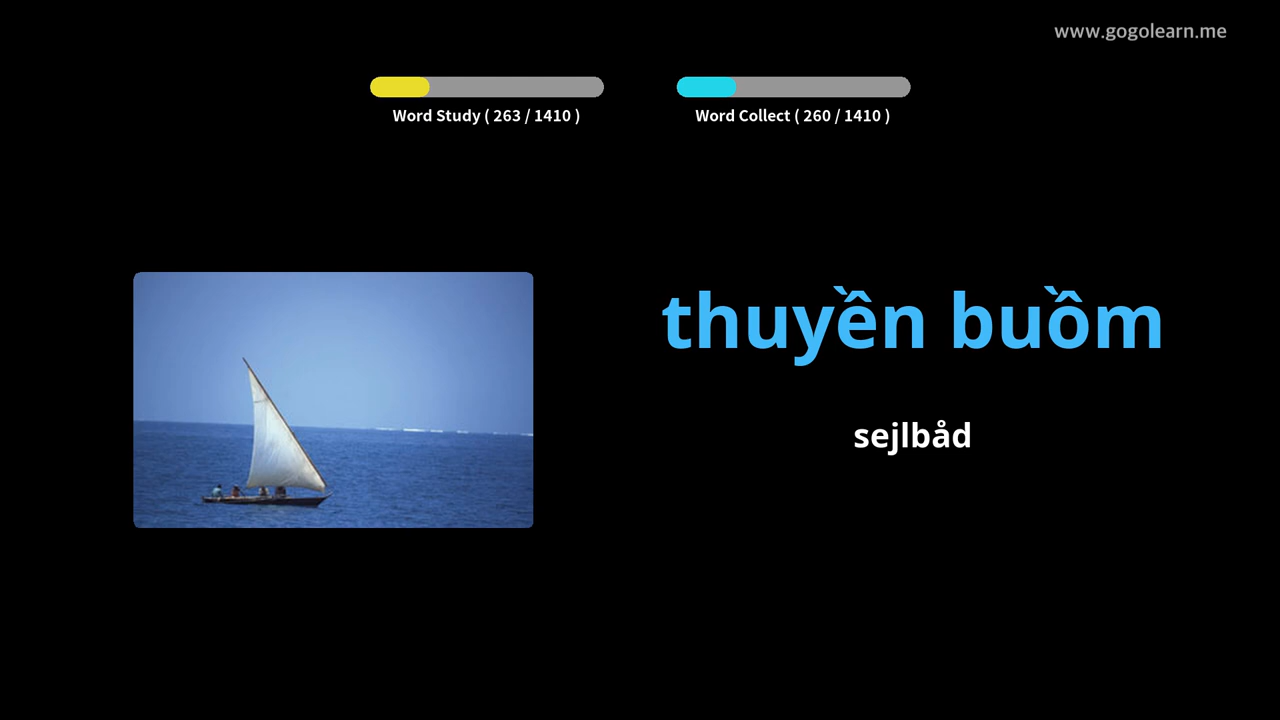 www.gogolearn.me
Word Study ( 263 / 1410 )
Word Collect ( 260 / 1410 )
thuyền buồm
sejlbåd